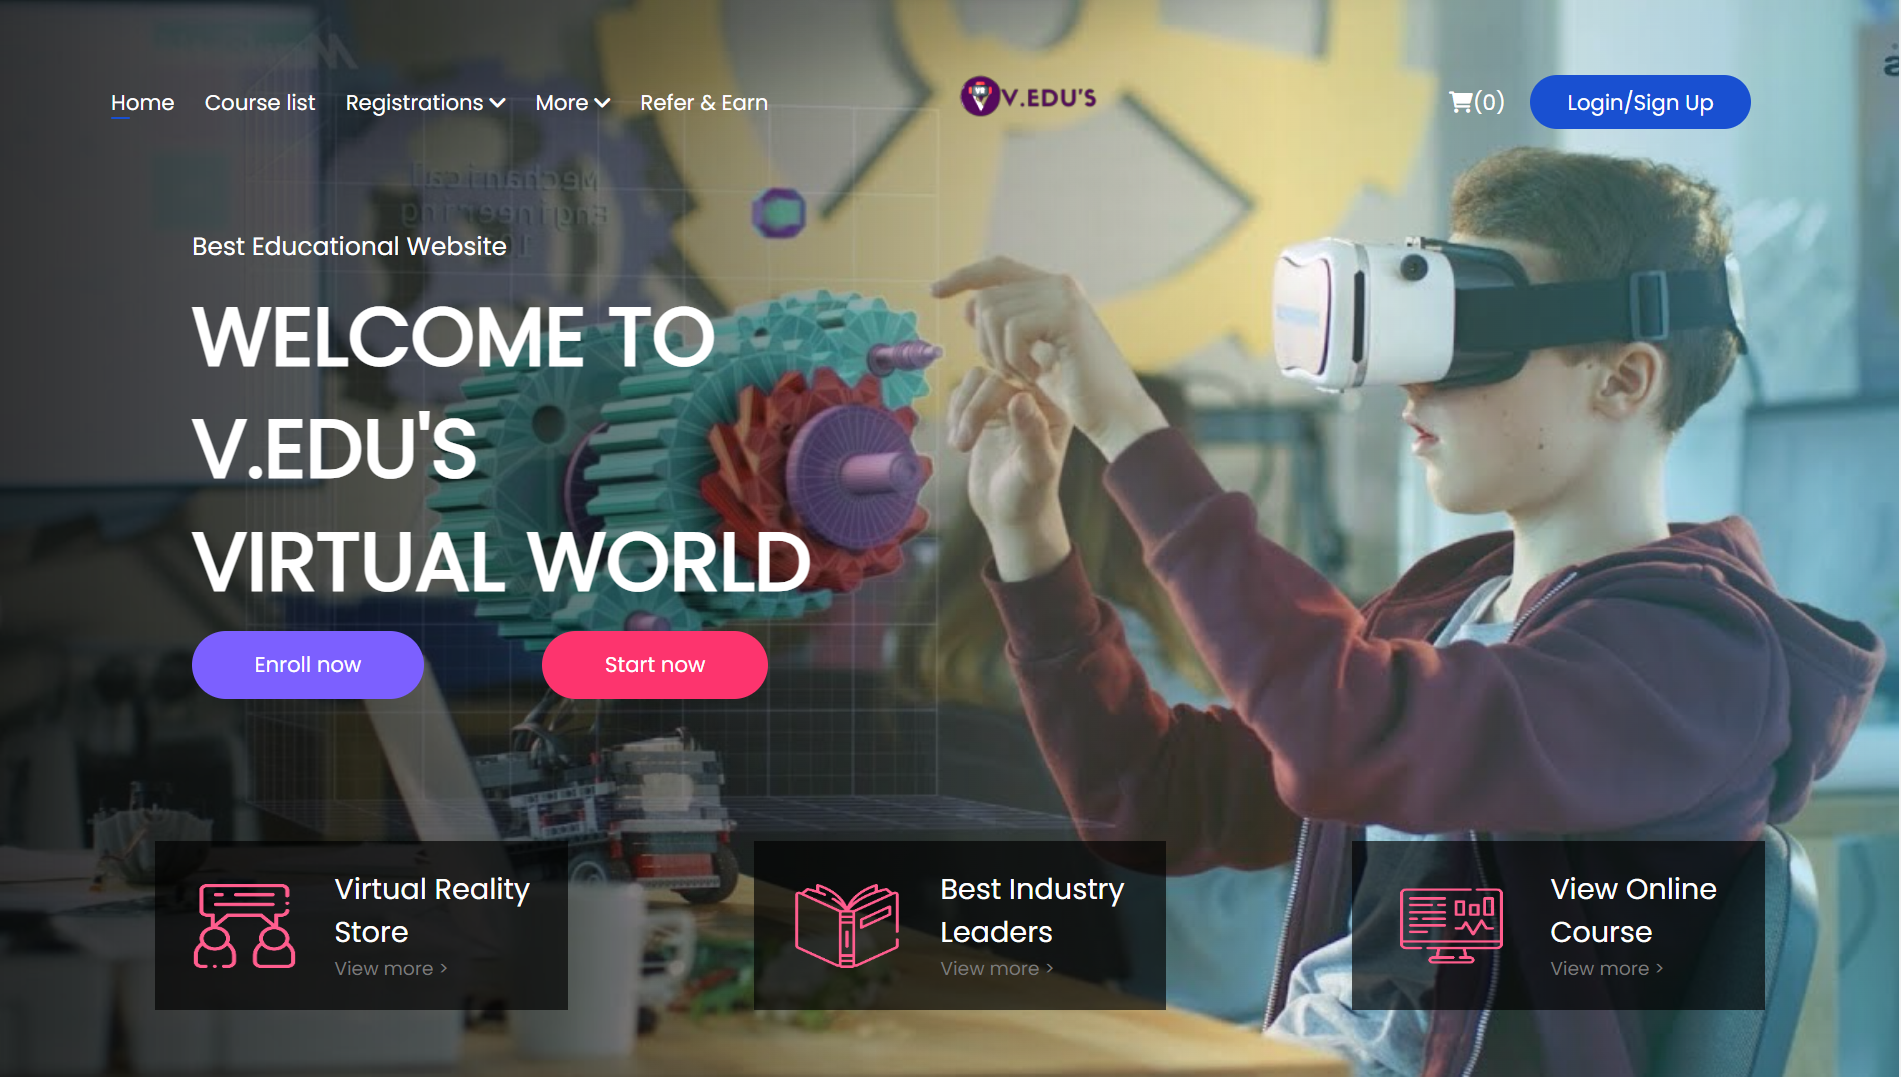 Home Course list Registrations More Refer & Earn V.EDU'S (0) Login/Sign Up
Mechanical
Engineering
Best Educational Website
WELCOME TO
V.EDU'S
VIRTUAL WORLD
Enroll now Start now
Virtual Reality
Store
View more >
Best Industry
Leaders
View more >
View Online
Course
View more >